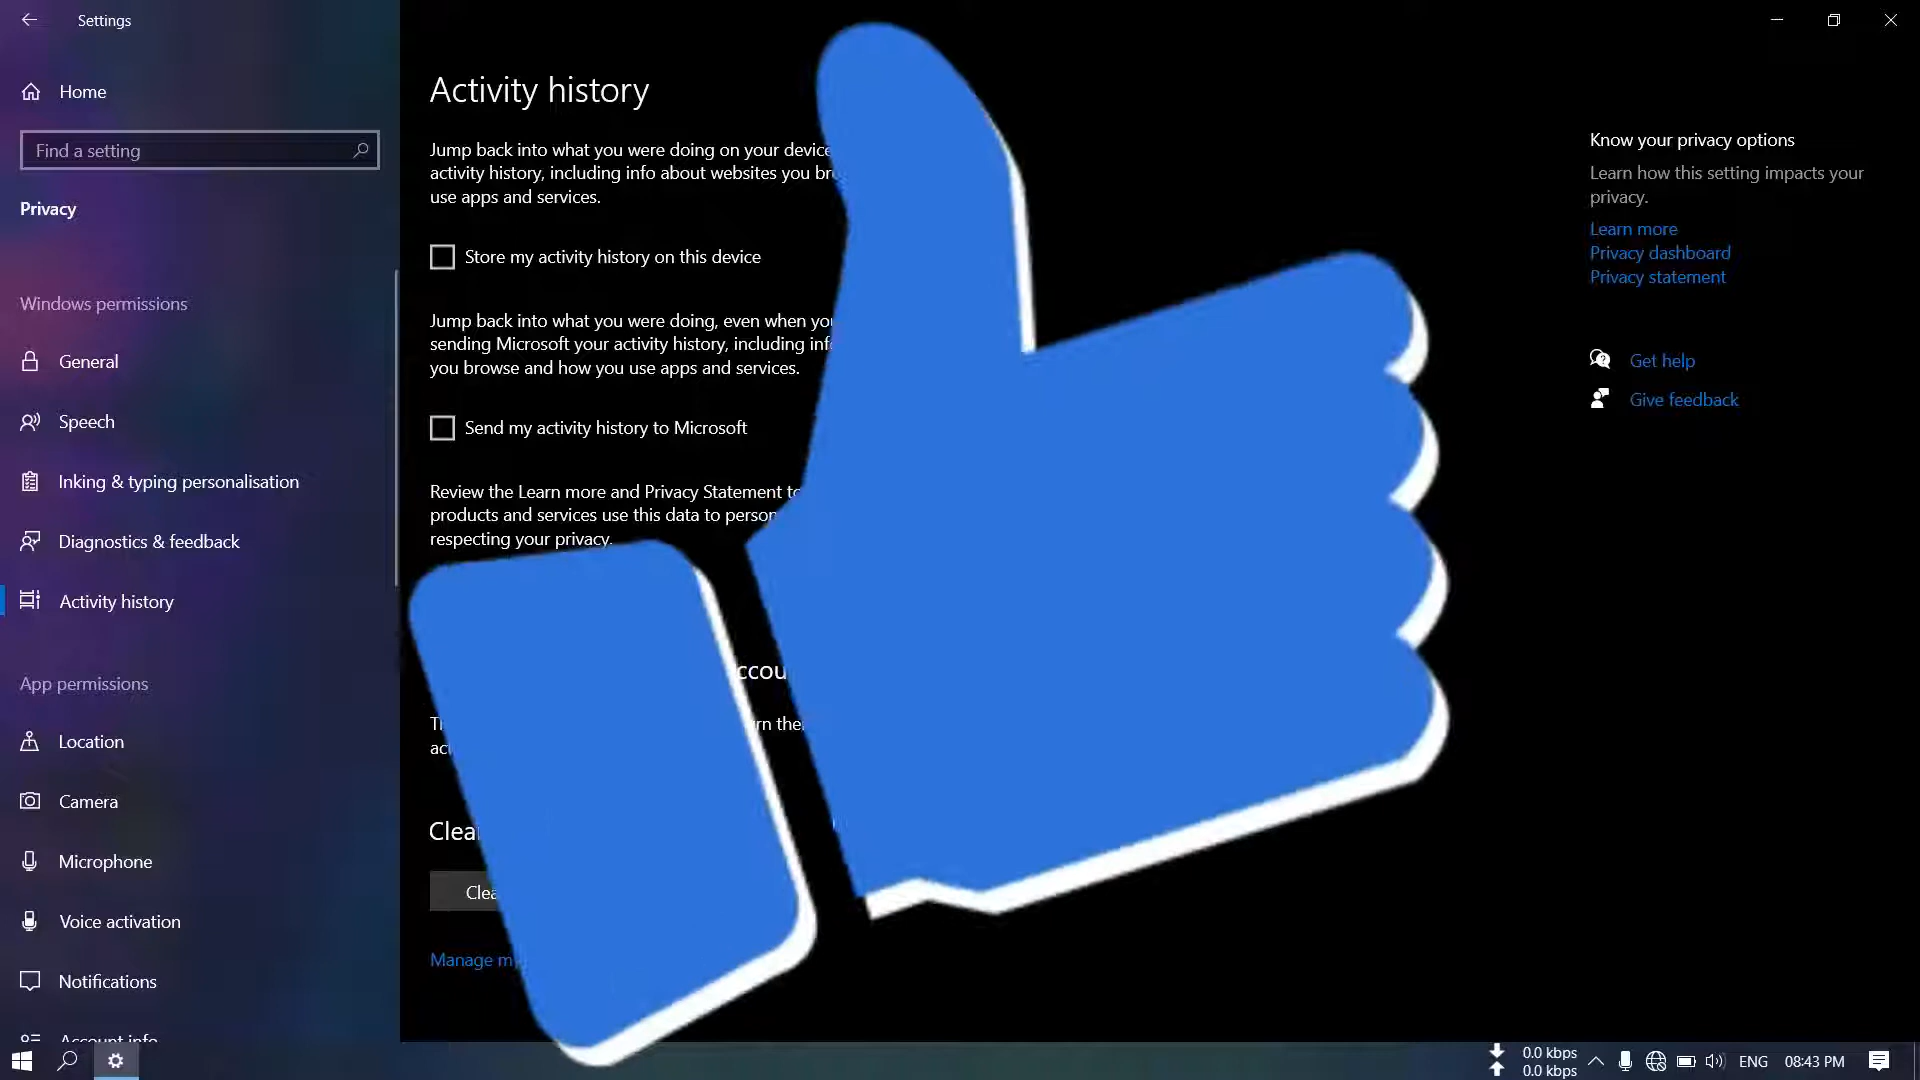 Settings
Home
Find a setting
Privacy
Windows permissions
General
Speech
Inking & typing personalisation
Diagnostics & feedback
Activity history
App permissions
Location
Camera
Microphone
Voice activation
Notifications
Account info
Activity history
Jump back into what you were doing on your device
activity history, including info about websites you
use apps and services.
Store my activity history on this device
Jump back into what you were doing, even when
sending Microsoft your activity history, including
you browse and how you use apps and services.
Send my activity history to Microsoft
Review the Learn more and Privacy Statement
products and services use this data to
respecting your privacy.
Manage
Know your privacy options
Learn how this setting impacts your
privacy.
Learn more
Privacy dashboard
Privacy statement
Get help
Give feedback
0.0 kbps
0.0 kbps
ENG
08:43 PM